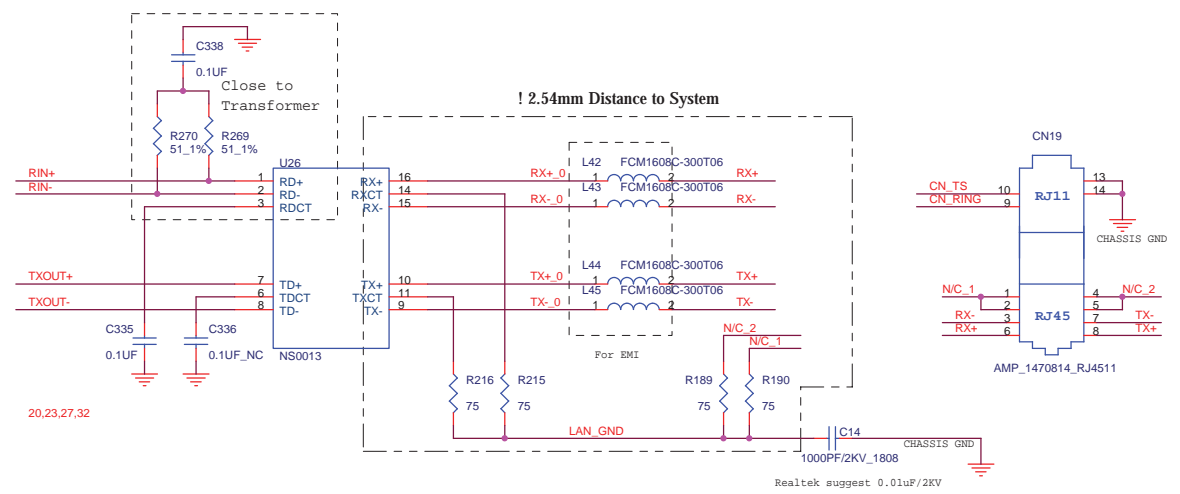 C338
0.1UF
Close to
Transformer
R270
51_1%
R269
51_1%
! 2.54mm Distance to System
U26
RIN+
RIN-
1
2
3
RD+
RD-
RDCT
RX+
RXCT
RX-
16
14
15
TXOUT+
TXOUT-
7
6
8
TD+
TDCT
TD-
TX+
TXCT
TX-
10
11
9
NS0013
C335
0.1UF
C336
0.1UF_NC
L42
FCM1608C-300T06
RX+_0
1
2
RX+
L43
FCM1608C-300T06
RX-_0
1
2
RX-
L44
FCM1608C-300T06
TX+_0
1
2
TX+
L45
FCM1608C-300T06
TX-_0
1
2
TX-
For EMI
N/C_2
N/C_1
R216
75
R215
75
R189
75
R190
75
LAN_GND
C14
1000PF/2KV_1808
CHASSIS GND
Realtek suggest 0.01uF/2KV
20,23,27,32
CN19
CN_TS
CN_RING
10
9
RJ11
13
14
CHASSIS GND
N/C_1
RX-
RX+
1
2
3
6
RJ45
4
5
7
8
N/C_2
TX-
TX+
AMP_1470814_RJ4511